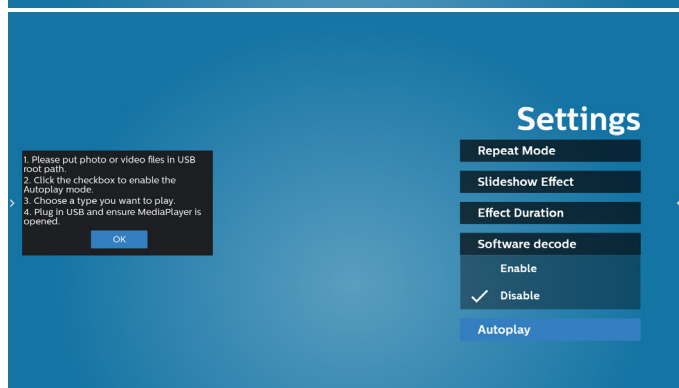 Settings
1. Please put photo or video files in USB
root path.
2. Click the checkbox to enable the
Autoplay mode.
3. Choose a type you want to play.
4. Plug in USB and ensure MediaPlayer is
opened.
OK
Repeat Mode
Slideshow Effect
Effect Duration
Software decode
Enable
Disable
Autoplay